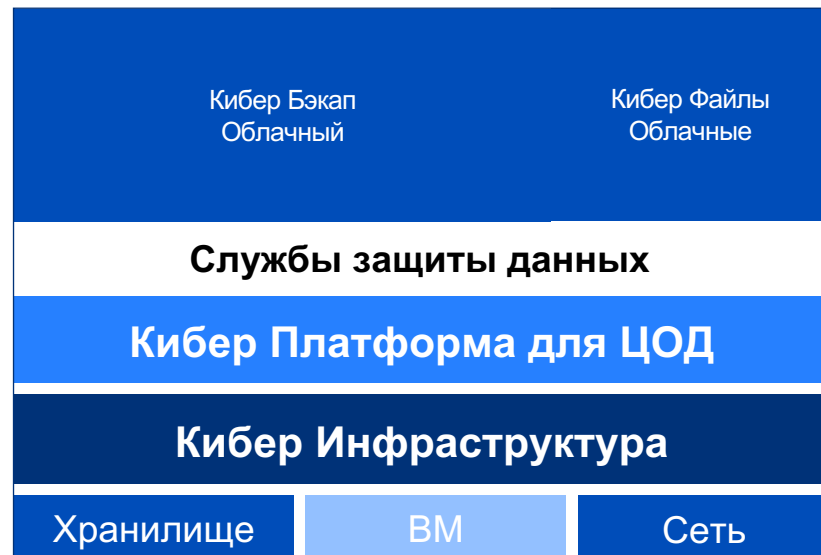 Кибер Бэкап
Облачный
Кибер Файлы
Облачные
Службы защиты данных
Кибер Платформа для ЦОД
Кибер Инфраструктура
Хранилище
ВМ
Сеть